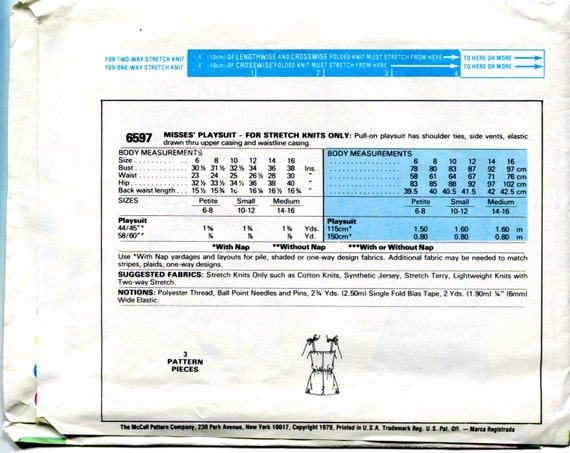 FOR TWO-WAY STRETCH KNIT 4" (10cm) OF LENGTHWISE AND CROSSWISE FOLDED KNIT MUST STRETCH FROM HERE TO HERE OR MORE
FOR ONE-WAY STRETCH KNIT 4" (10cm) OF CROSSWISE FOLDED KNIT MUST STRETCH FROM HERE TO HERE OR MORE
1 2 3 4
6597 MISSES' PLAYSUIT - FOR STRETCH KNITS ONLY: Pull-on playsuit has shoulder ties, side vents, elastic
drawn thru upper casing and waistline casing.
BODY MEASUREMENTS BODY MEASUREMENTS
Size 6 8 10 12 14 16 6 8 10 12 14 16
Bust 30½ 31½ 32½ 34 36 38 Ins. 78 80 83 87 92 97 cm
Waist 23 24 25 26½ 28 30 " 58 61 64 67 71 76 cm
Hip 32½ 33½ 34½ 36 38 40 " 83 85 88 92 97 102 cm
Back waist length 15½ 15¾ 16 16¼ 16½ 16¾ " 39.5 40 40.5 41.5 42 42.5 cm
SIZES Petite Small Medium Petite Small Medium
6-8 10-12 14-16 6-8 10-12 14-16
Playsuit Playsuit
44/45"* 1⅝ 1¾ 1¾ Yds. 115cm* 1.50 1.60 1.60 m
58/60"* ⅞ ⅞ ⅞ Yd. 150cm* 0.80 0.80 0.80 m
*With Nap **Without Nap ***With or Without Nap
Use *With Nap yardages and layouts for pile, shaded or one-way design fabrics. Additional fabric may be needed to match
stripes, plaids, one-way designs.
SUGGESTED FABRICS: Stretch Knits Only such as Cotton Knits, Synthetic Jersey, Stretch Terry, Lightweight Knits with
Two-way Stretch.
NOTIONS: Polyester Thread, Ball Point Needles and Pins, 2¾ Yds. (2.50m) Single Fold Bias Tape, 2 Yds. (1.90m) ¼" (6mm)
Wide Elastic.
3
PATTERN
PIECES
The McCall Pattern Company, 230 Park Avenue, New York 10017, Copyright 1979, Printed in U.S.A. Trademark Reg. U.S. Pat. Off. — Marca Registrada